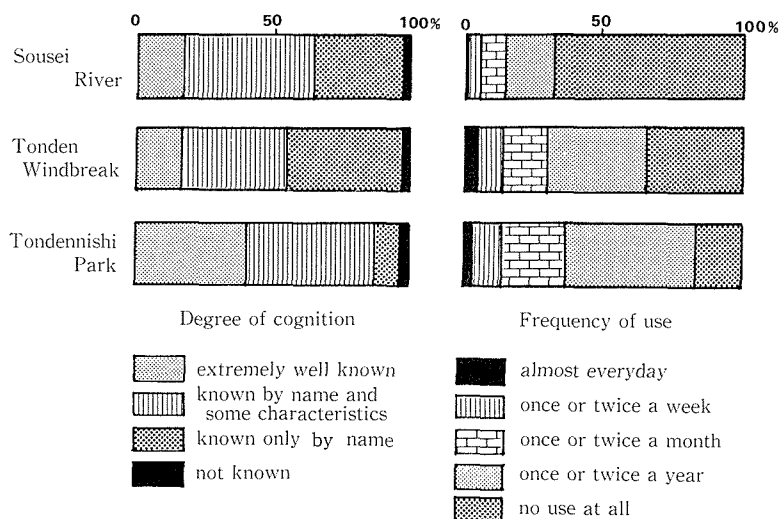 0 50 100% 0 50 100%
Sousei
River
Tonden
Windbreak
Tondennishi
Park
Degree of cognition
extremely well known
known by name and
some characteristics
known only by name
not known
Frequency of use
almost everyday
once or twice a week
once or twice a month
once or twice a year
no use at all